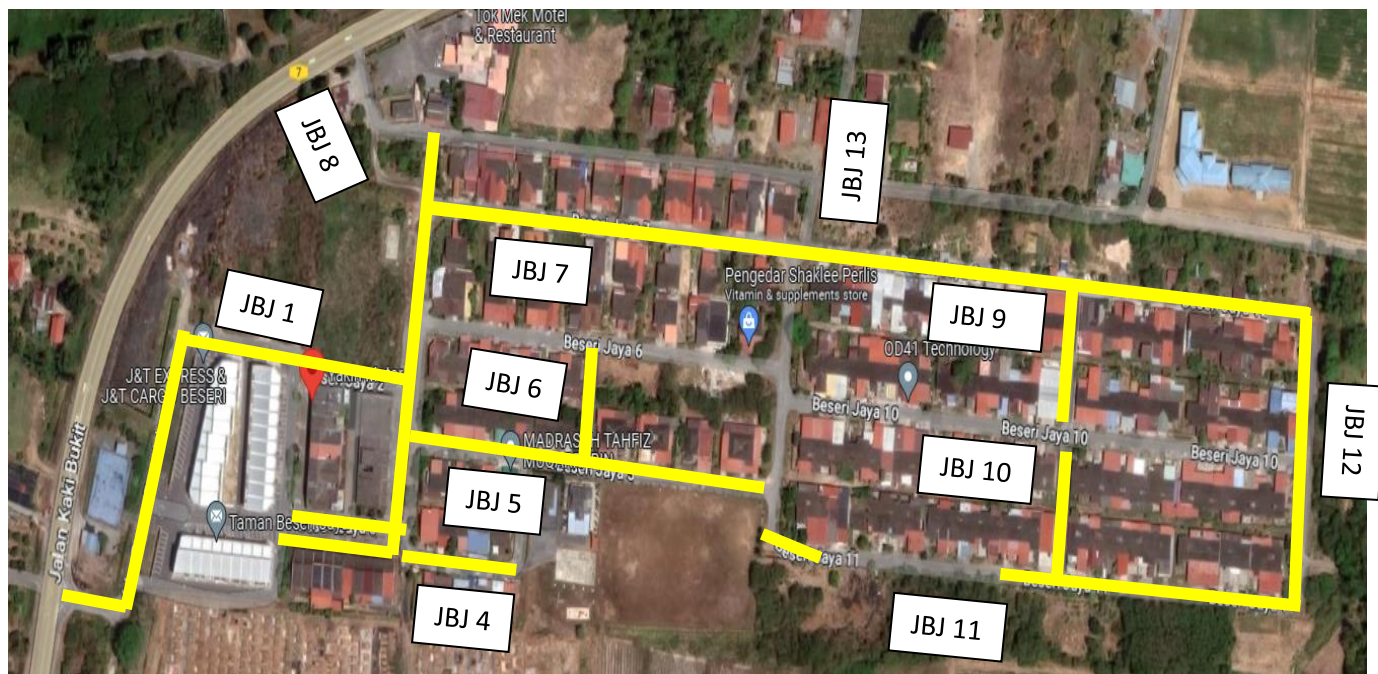 Tok Mek Motel
& Restaurant
7
JBJ 8
JBJ 13
JBJ 7
Pengedar Shaklee Perlis
Vitamin & supplements store
JBJ 1
JBJ 9
Beseri Jaya 6
OD41 Technology
J&T EXPRESS &
J&T CARGO BESERI
JBJ 6
Beseri Jaya 10
Beseri Jaya 10
Beseri Jaya 10
JBJ 12
MADRASAH TAHFIZ
JBJ 10
Jalan Kaki Bukit
JBJ 5
Taman Beseri
Beseri Jaya 11
JBJ 4
JBJ 11